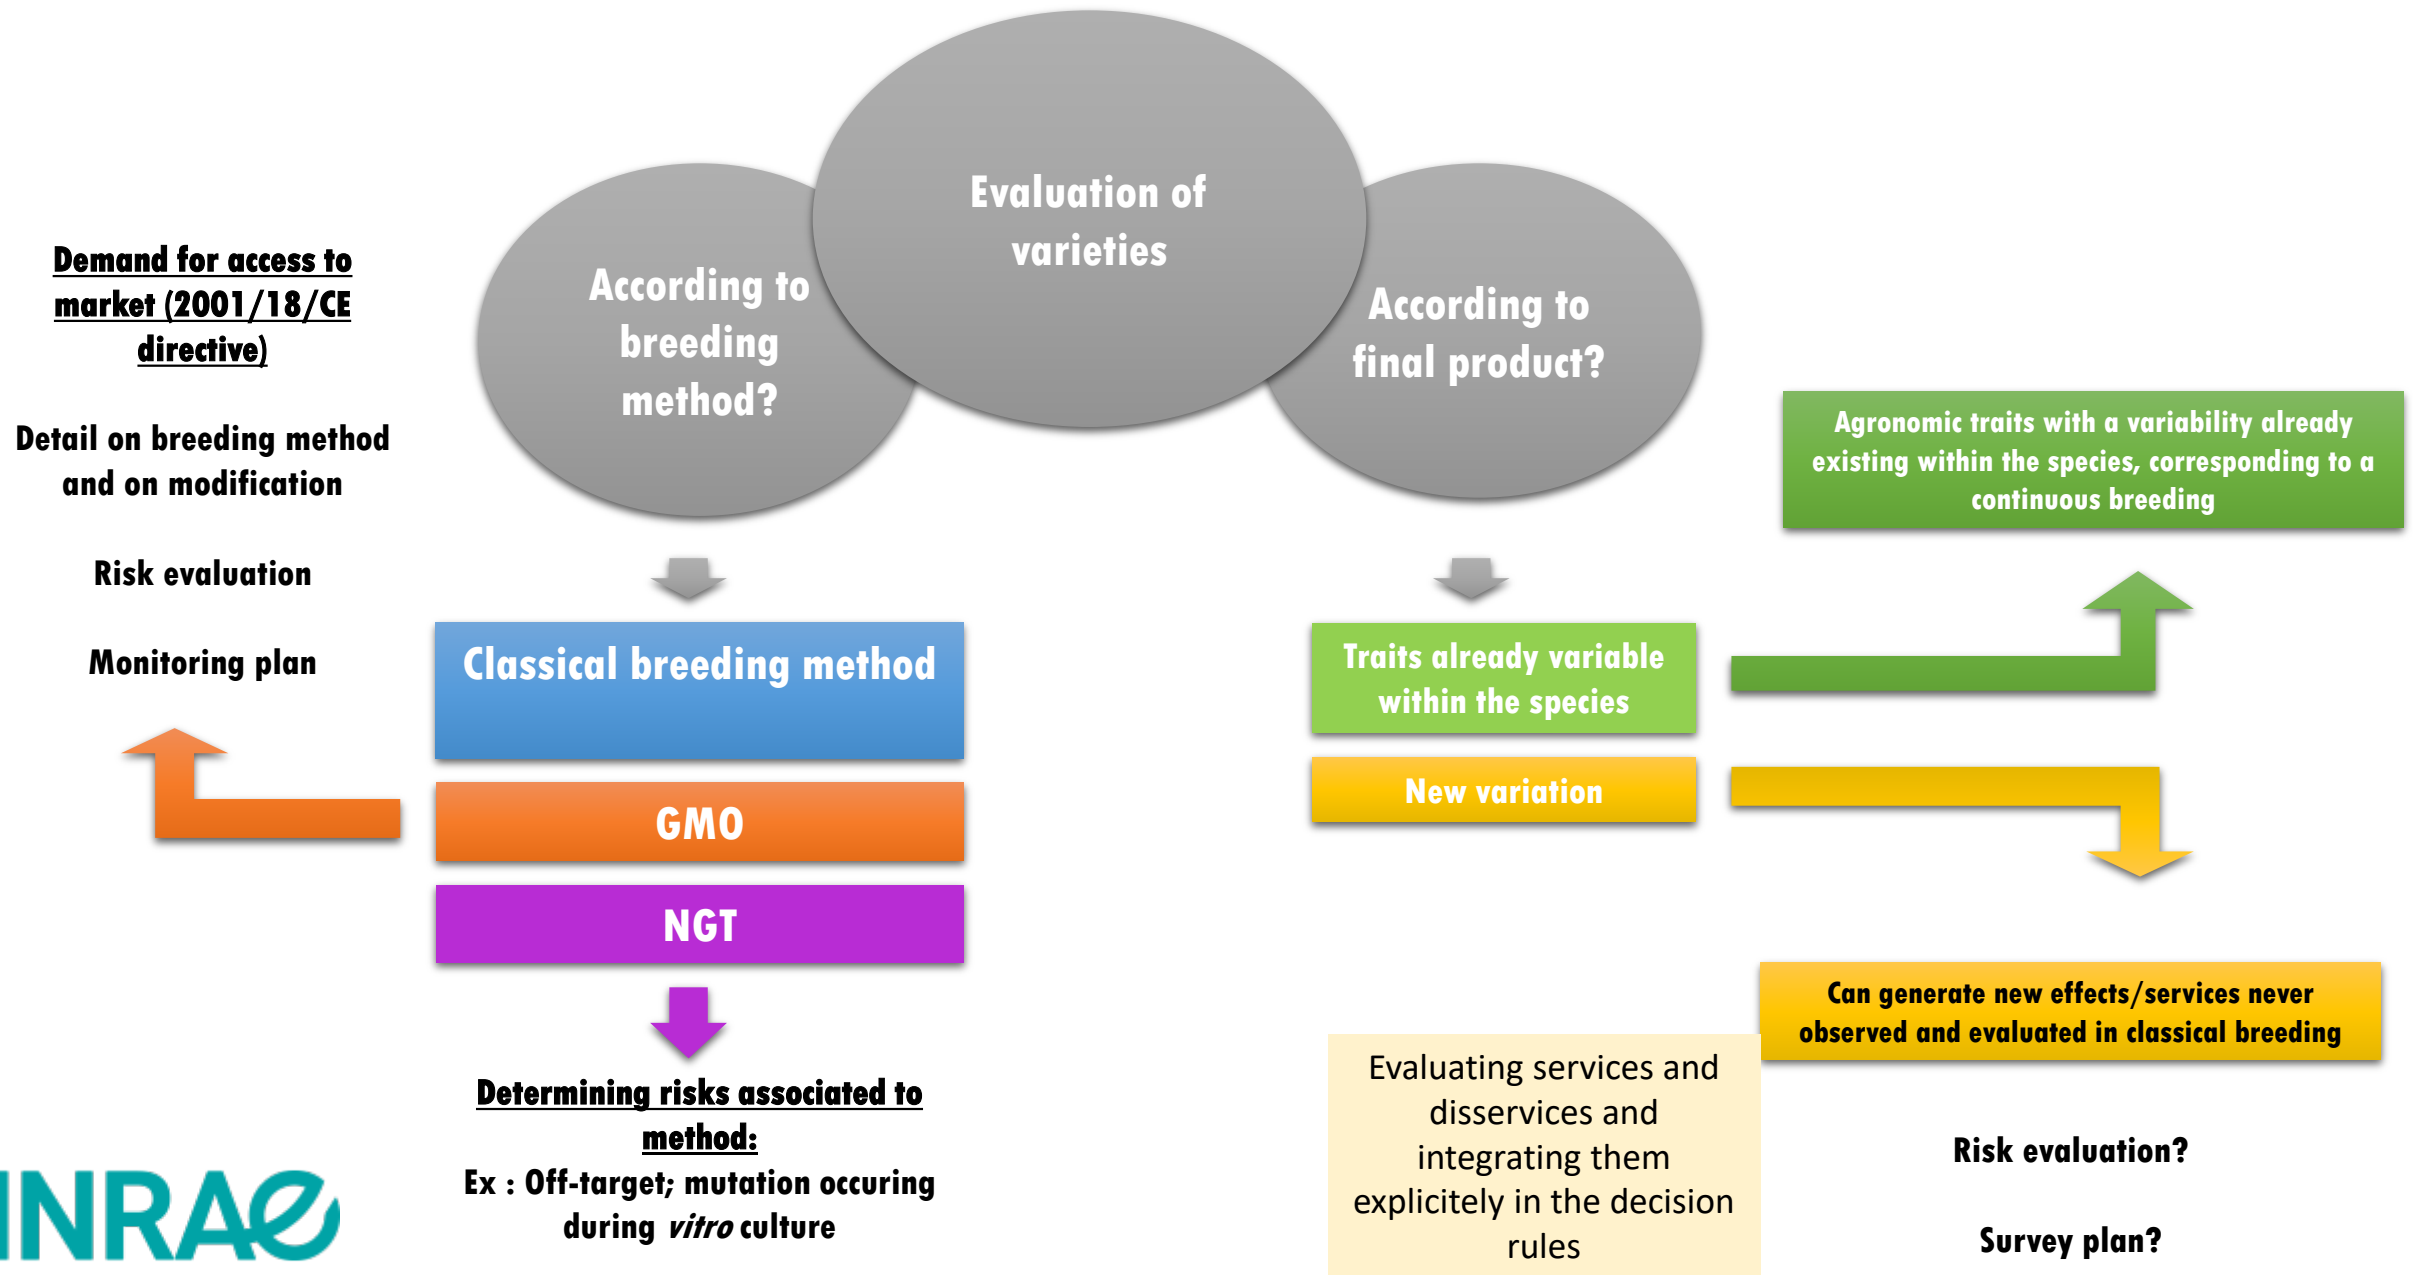 Evaluation of
varieties
According to
breeding
method?
According to
final product?
Demand for access to
market (2001/18/CE
directive)
Detail on breeding method
and on modification
Risk evaluation
Monitoring plan
Classical breeding method
GMO
NGT
Determining risks associated to
method:
Ex : Off-target; mutation occuring
during vitro culture
Traits already variable
within the species
New variation
Agronomic traits with a variability already
existing within the species, corresponding to a
continuous breeding
Can generate new effects/services never
observed and evaluated in classical breeding
Evaluating services and
disservices and
integrating them
explicitely in the decision
rules
Risk evaluation?
Survey plan?
INRAe